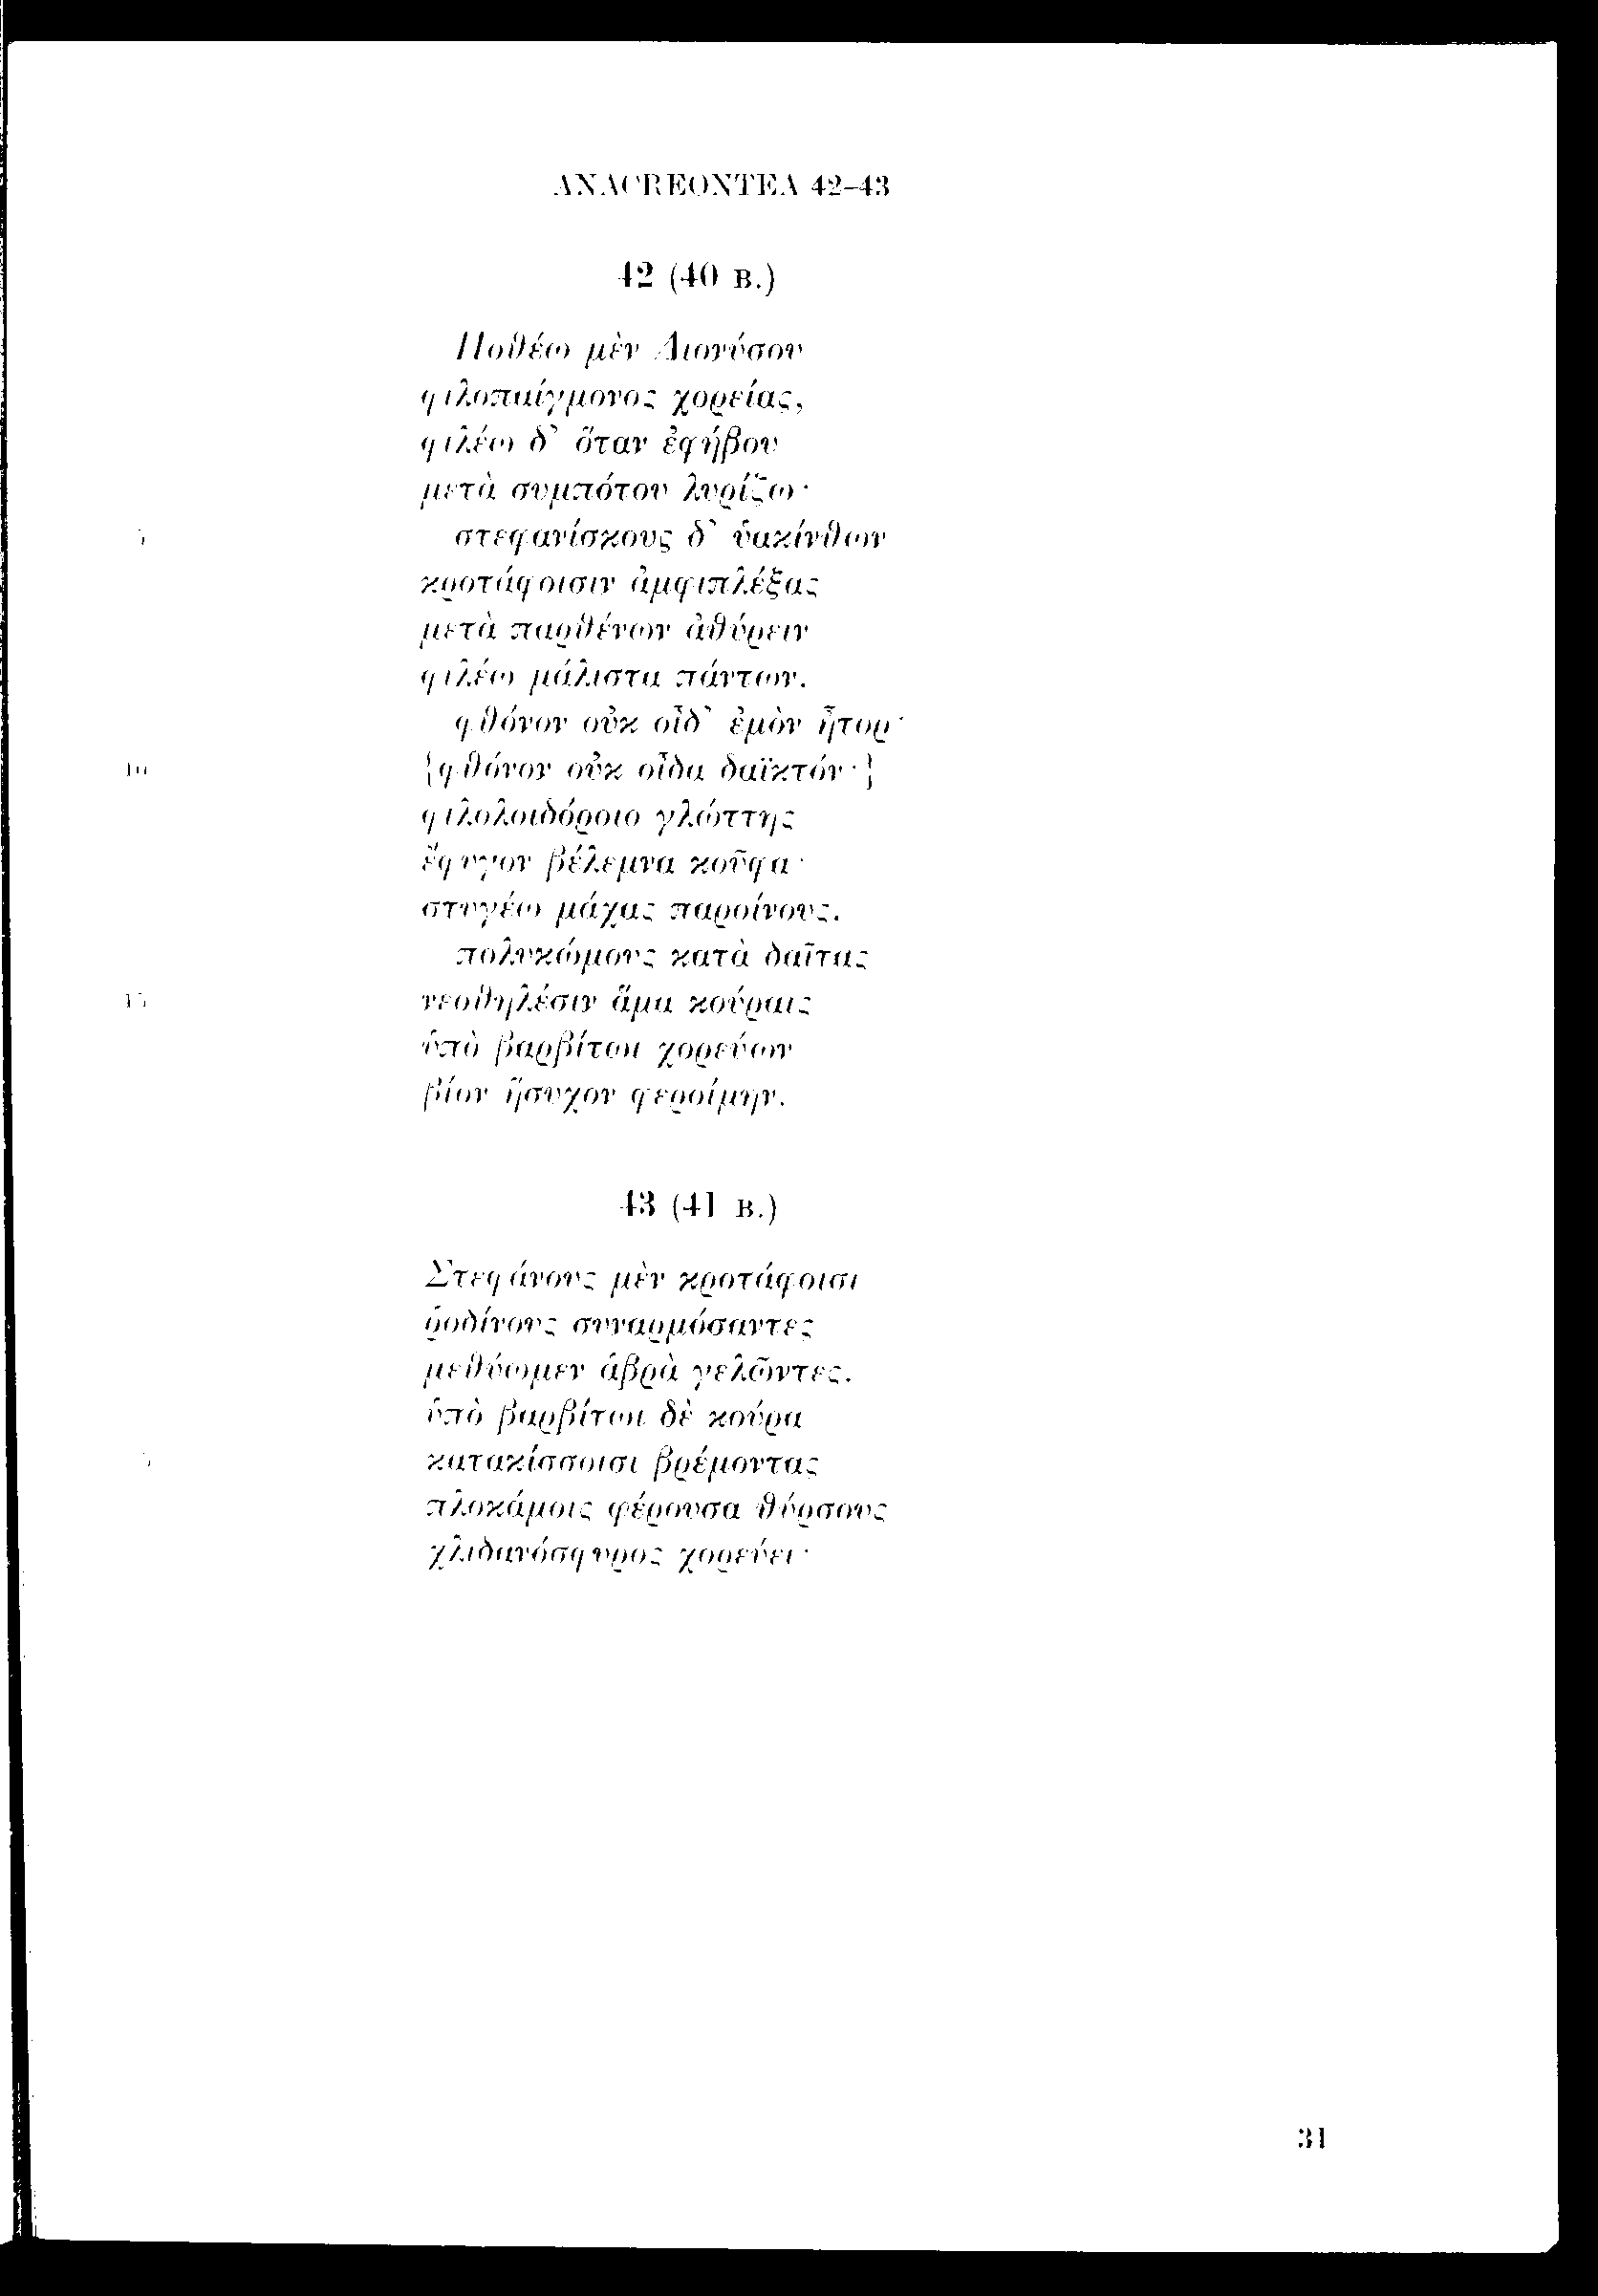 ANACREONTEA 42–43
42 (40 B.)
Ποθέω μὲν Διονύσου
φιλοπαίγμονος χορείας,
φιλέω δ᾽ ὅταν ἐφήβου
μετὰ συμπότου λυρίζω·
5 στεφανίσκους δ᾽ ὑακίνθων
κροτάφοισιν ἀμφιπλέξας
μετὰ παρθένων ἀθύρειν
φιλέω μάλιστα πάντων.
φθόνον οὐκ οἶδ᾽ ἐμὸν ἦτορ·
10 {φθόνον οὐκ οἶδα δαϊκτόν·}
φιλολοιδόροιο γλώττης
ἔφυγον βέλεμνα κοῦφα·
στυγέω μάχας παροίνους.
πολυκώμους κατὰ δαῖτας
15 νεοθηλέσιν ἅμα κούραις
ὑπὸ βαρβίτωι χορεύων
βίον ἥσυχον φεροίμην.
43 (41 B.)
Στεφάνους μὲν κροτάφοισι
ῥοδίνους συναρμόσαντες
μεθύωμεν ἁβρὰ γελῶντες.
ὑπὸ βαρβίτωι δὲ κούρα
5 κατακίσσοισι βρέμοντας
πλοκάμοις φέρουσα θύρσους
χλιδανόσφυρος χορεύει·
31